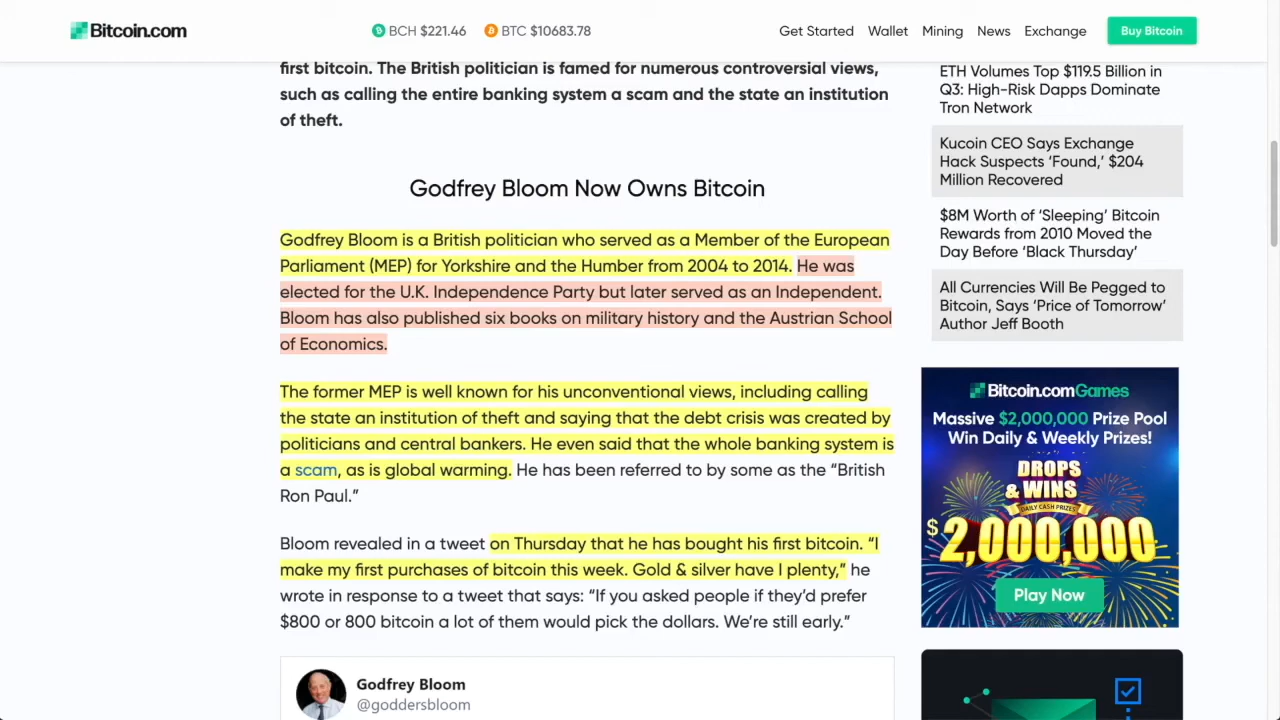 Bitcoin.com
BCH $221.46
BTC $10683.78
Get Started Wallet Mining News Exchange Buy Bitcoin
first bitcoin. The British politician is famed for numerous controversial views,
such as calling the entire banking system a scam and the state an institution
of theft.
Godfrey Bloom Now Owns Bitcoin
Godfrey Bloom is a British politician who served as a Member of the European
Parliament (MEP) for Yorkshire and the Humber from 2004 to 2014. He was
elected for the U.K. Independence Party but later served as an Independent.
Bloom has also published six books on military history and the Austrian School
of Economics.
The former MEP is well known for his unconventional views, including calling
the state an institution of theft and saying that the debt crisis was created by
politicians and central bankers. He even said that the whole banking system is
a scam, as is global warming. He has been referred to by some as the “British
Ron Paul.”
Bloom revealed in a tweet on Thursday that he has bought his first bitcoin. “I
make my first purchases of bitcoin this week. Gold & silver have I plenty,” he
wrote in response to a tweet that says: “If you asked people if they’d prefer
$800 or 800 bitcoin a lot of them would pick the dollars. We’re still early.”
Godfrey Bloom
@goddersbloom
ETH Volumes Top $119.5 Billion in
Q3: High-Risk Dapps Dominate
Tron Network
Kucoin CEO Says Exchange
Hack Suspects ‘Found,’ $204
Million Recovered
$8M Worth of ‘Sleeping’ Bitcoin
Rewards from 2010 Moved the
Day Before ‘Black Thursday’
All Currencies Will Be Pegged to
Bitcoin, Says ‘Price of Tomorrow’
Author Jeff Booth
Bitcoin.com Games
Massive $2,000,000 Prize Pool
Win Daily & Weekly Prizes!
DROPS
& WINS
DAILY CASH PRIZES
$2,000,000
Play Now